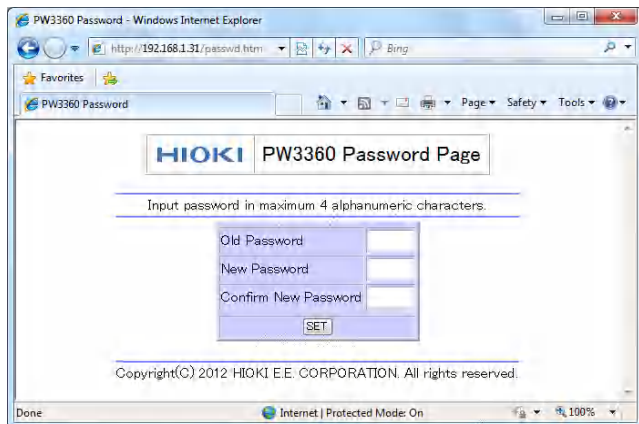 PW3360 Password - Windows Internet Explorer
http://192.168.1.31/passwd.htm
Bing
Favorites
PW3360 Password
Page
Safety
Tools
HIOKI
PW3360 Password Page
Input password in maximum 4 alphanumeric characters.
Old Password
New Password
Confirm New Password
SET
Copyright(C) 2012 HIOKI E.E. CORPORATION. All rights reserved.
Done
Internet | Protected Mode: On
100%